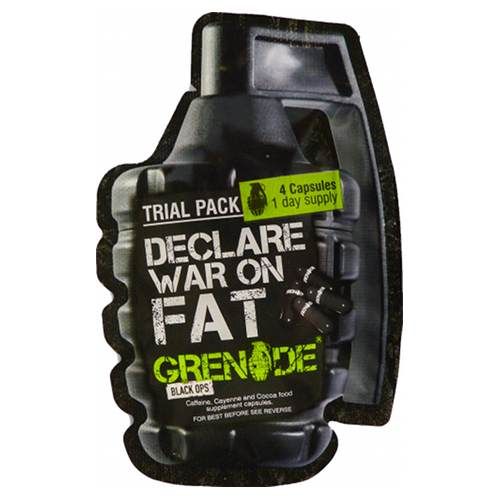 TRIAL PACK
4 Capsules
1 day supply
DECLARE
WAR ON
FAT
GRENADE®
BLACK OPS™
Caffeine, Cayenne and Cocoa food
supplement capsules.
FOR BEST BEFORE SEE REVERSE